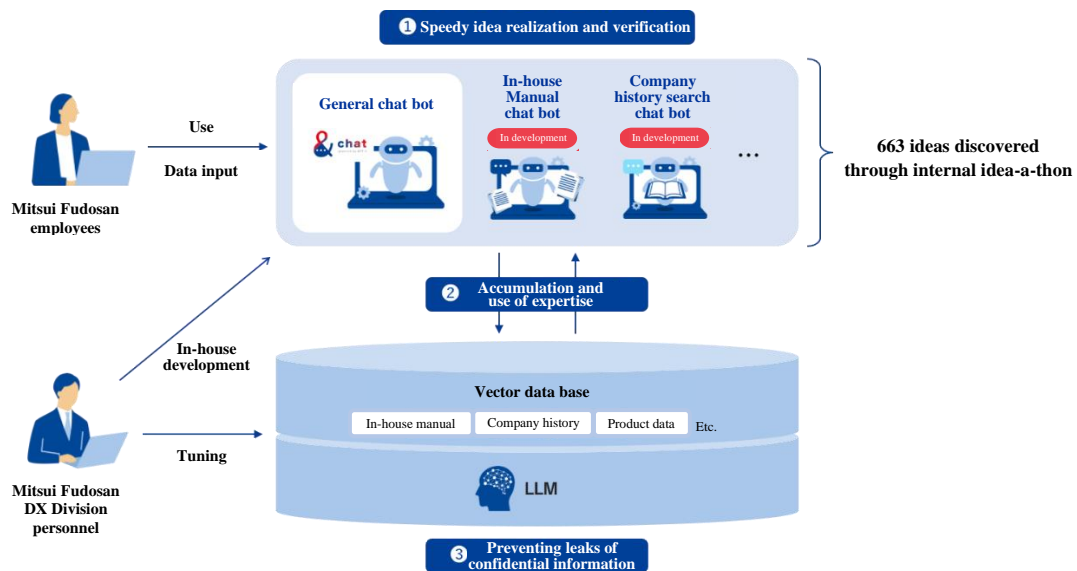 ❶ Speedy idea realization and verification
General chat bot
In-house
Manual
chat bot
Company
history search
chat bot
& chat
In development
In development
...
Use
Data input
Mitsui Fudosan
employees
663 ideas discovered
through internal idea-a-thon
❷ Accumulation and
use of expertise
In-house
development
Vector data base
In-house manual
Company history
Product data
Etc.
Tuning
LLM
Mitsui Fudosan
DX Division
personnel
❸ Preventing leaks of
confidential information